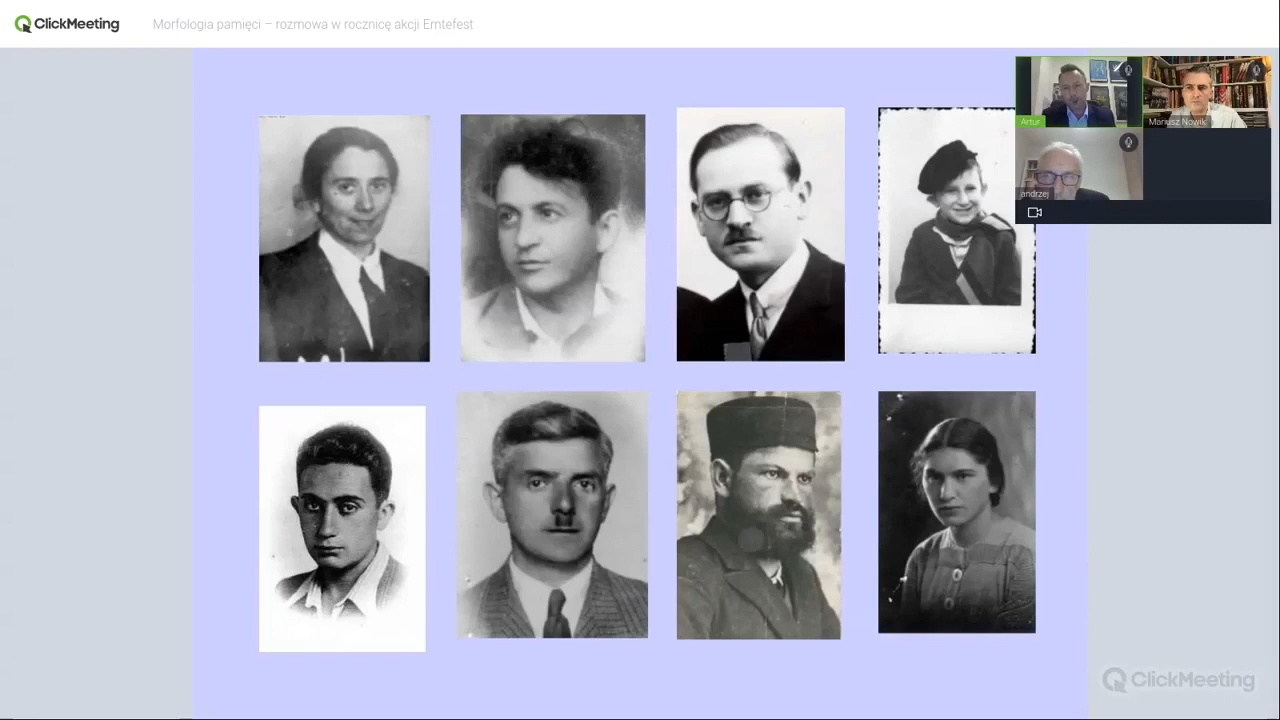 ClickMeeting
Morfologia pamięci – rozmowa w rocznicę akcji Erntefest
Artur
Mariusz Nowik
andrzej
ClickMeeting